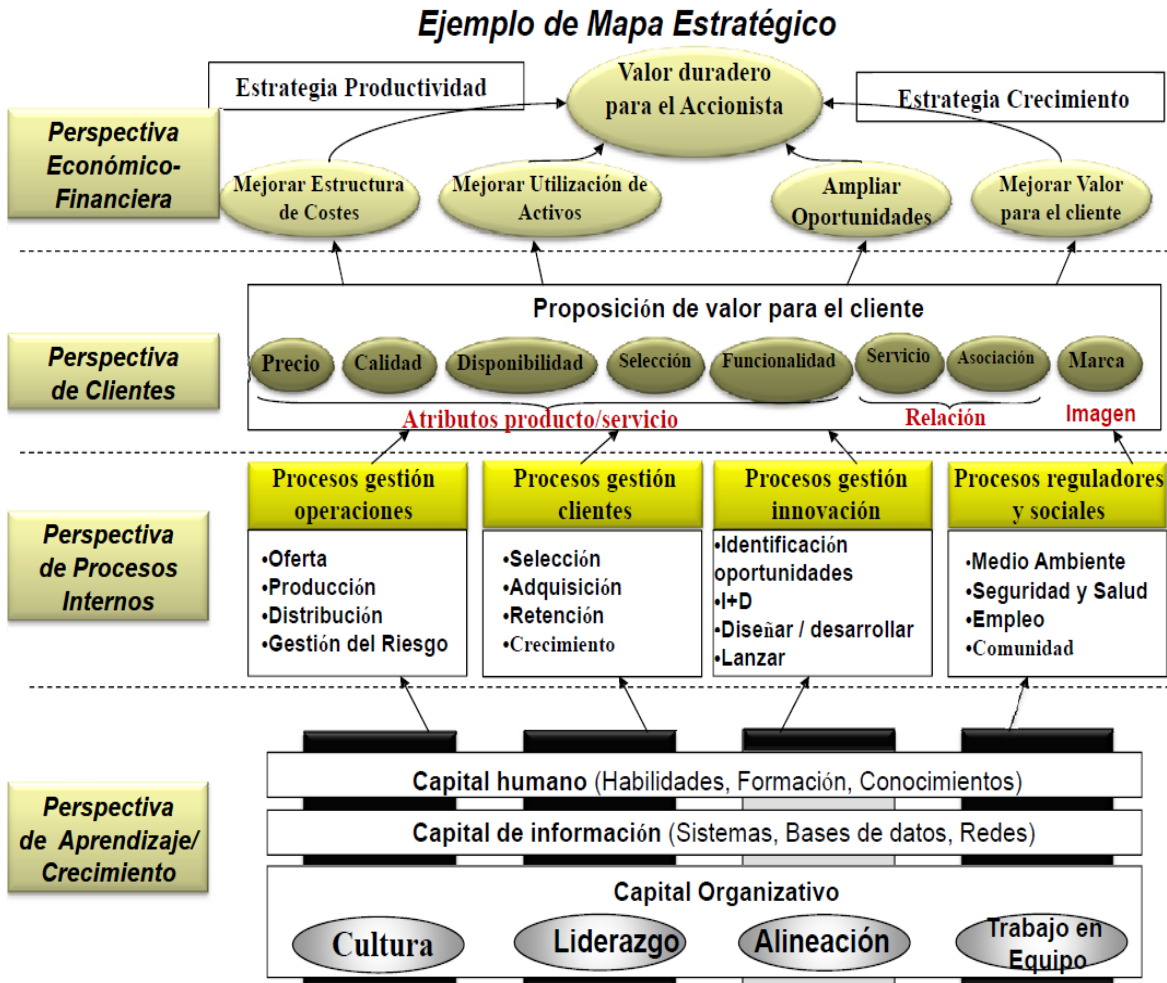 Ejemplo de Mapa Estratégico
Estrategia Productividad
Valor duradero
para el Accionista
Estrategia Crecimiento
Perspectiva
Económico-
Financiera
Mejorar Estructura
de Costes
Mejorar Utilización de
Activos
Ampliar
Oportunidades
Mejorar Valor
para el cliente
Perspectiva
de Clientes
Proposición de valor para el cliente
Precio
Calidad
Disponibilidad
Selección
Funcionalidad
Servicio
Asociación
Marca
Atributos producto/servicio
Relación
Imagen
Perspectiva
de Procesos
Internos
Procesos gestión
operaciones
•Oferta
•Producción
•Distribución
•Gestión del Riesgo
Procesos gestión
clientes
•Selección
•Adquisición
•Retención
•Crecimiento
Procesos gestión
innovación
•Identificación
oportunidades
•I+D
•Diseñar / desarrollar
•Lanzar
Procesos reguladores
y sociales
•Medio Ambiente
•Seguridad y Salud
•Empleo
•Comunidad
Perspectiva
de Aprendizaje/
Crecimiento
Capital humano (Habilidades, Formación, Conocimientos)
Capital de información (Sistemas, Bases de datos, Redes)
Capital Organizativo
Cultura
Liderazgo
Alineación
Trabajo en
Equipo